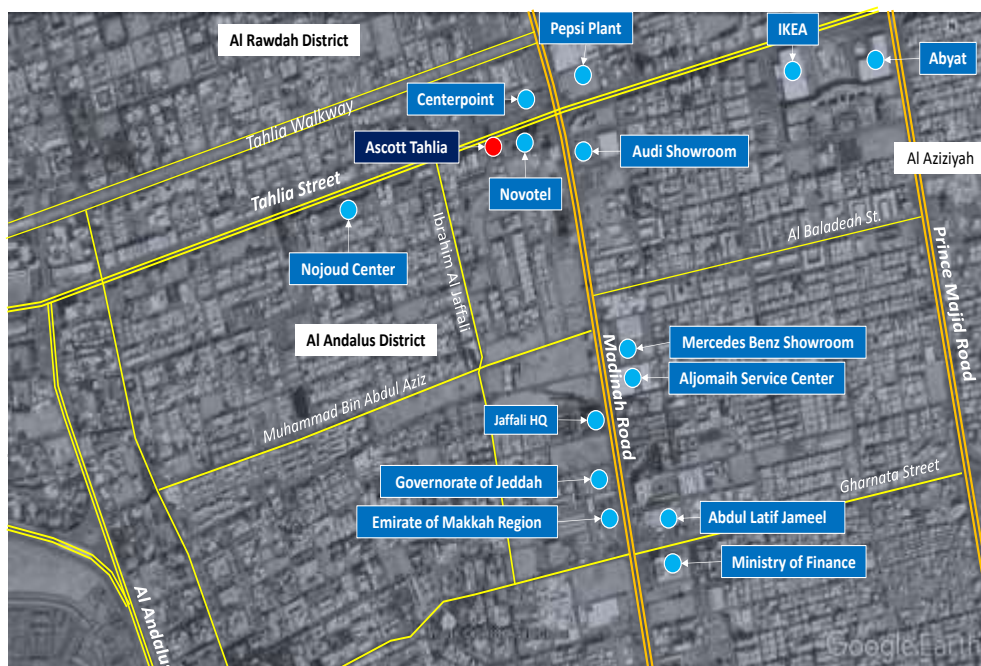 Al Rawdah District
Pepsi Plant
IKEA
Abyat
Centerpoint
Tahlia Walkway
Ascott Tahlia
Audi Showroom
Al Aziziyah
Novotel
Tahlia Street
Ibrahim Al Jaffali
Al Baladeah St.
Nojoud Center
Prince Majid Road
Al Andalus District
Mercedes Benz Showroom
Madinah Road
Aljomaih Service Center
Muhammad Bin Abdul Aziz
Jaffali HQ
Governorate of Jeddah
Gharnata Street
Emirate of Makkah Region
Abdul Latif Jameel
Ministry of Finance
Al Andalus
Google Earth